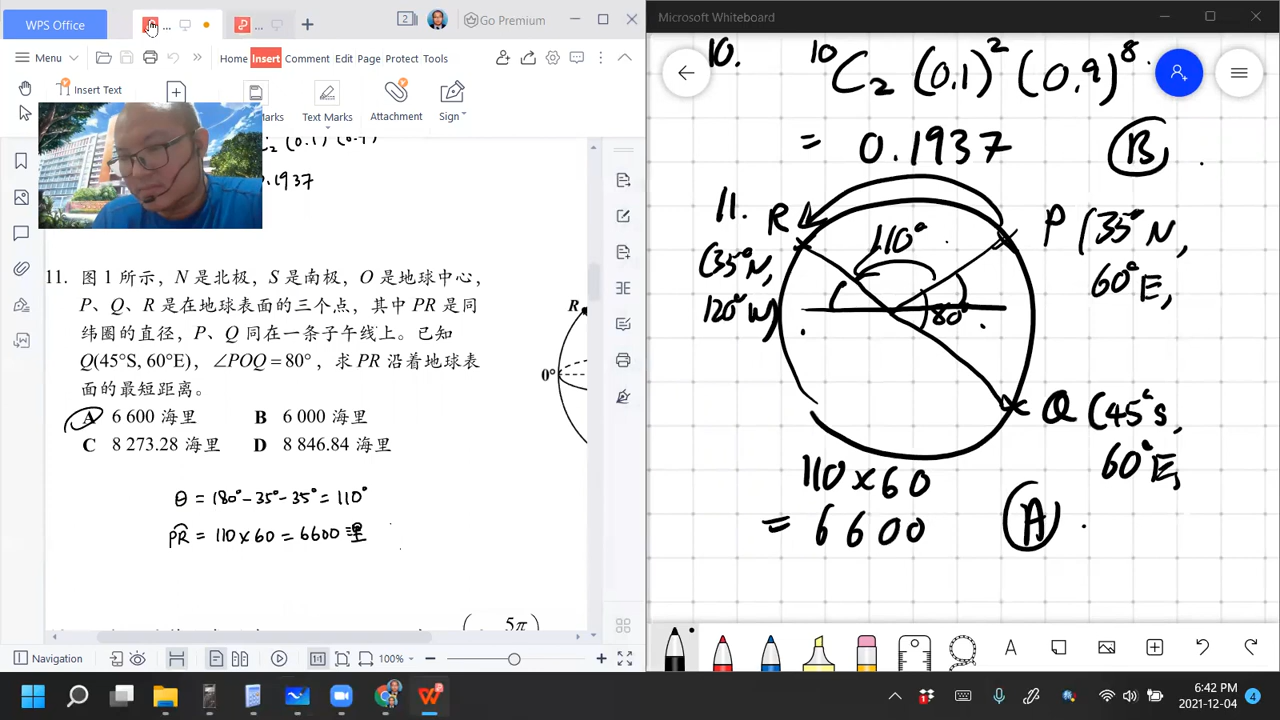 WPS Office
...
...
2
Go Premium
Menu
Home Insert Comment Edit Page Protect Tools
Insert Text
Text Marks
Attachment
Sign
0.1937
11. 图 1 所示，N 是北极，S 是南极，O 是地球中心，
P、Q、R 是在地球表面的三个点，其中 PR 是同
纬圈的直径，P、Q 同在一条子午线上。已知
Q(45°S, 60°E)，∠POQ = 80°，求 PR 沿着地球表
面的最短距离。
A 6 600 海里 B 6 000 海里
C 8 273.28 海里 D 8 846.84 海里
θ = 180° - 35° - 35° = 110°
PR = 110 x 60 = 6600 里
R
0°
5π
Navigation
100%
Microsoft Whiteboard
10. ¹⁰C₂ (0.1)² (0.9)⁸.
= 0.1937 B
11.
R
(35°N,
120°W)
110°
80°
P (35°N,
60°E,
Q (45°S,
60°E,
110 x 60
= 6600 A
6:42 PM
2021-12-04
4